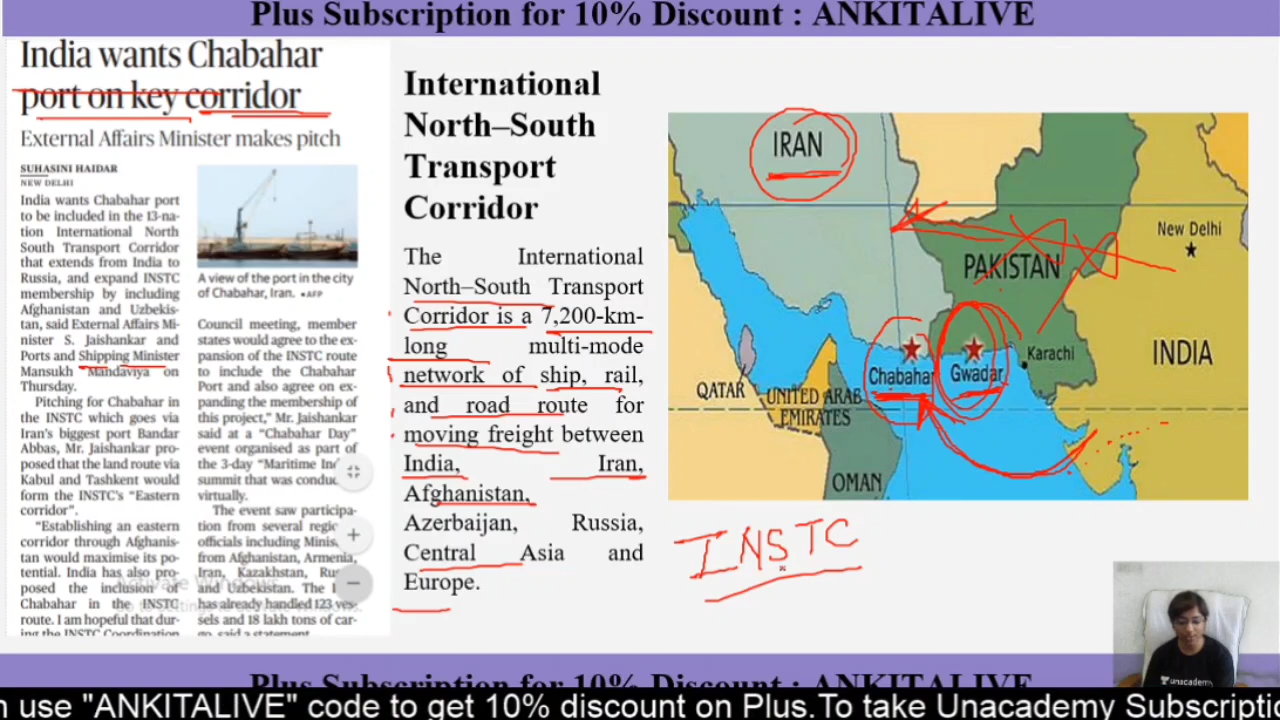 Plus Subscription for 10% Discount : ANKITALIVE
India wants Chabahar
port on key corridor
External Affairs Minister makes pitch
SUHASINI HAIDAR
NEW DELHI
India wants Chabahar port
to be included in the 13-na-
tion International North
South Transport Corridor
that extends from India to
Russia, and expand INSTC
membership by including
Afghanistan and Uzbekis-
tan, said External Affairs Mi-
nister S. Jaishankar and
Ports and Shipping Minister
Mansukh Mandaviya on
Thursday.
Pitching for Chabahar in
the INSTC which goes via
Iran's biggest port Bandar
Abbas, Mr. Jaishankar pro-
posed that the land route via
Kabul and Tashkent would
form the INSTC's "Eastern
corridor".
"Establishing an eastern
corridor through Afghanis-
tan would maximise its po-
tential. India has also pro-
posed the inclusion of
Chabahar in the INSTC
route. I am hopeful that dur-
ing the INSTC Coordination
A view of the port in the city
of Chabahar, Iran. •AFP
Council meeting, member
states would agree to the ex-
pansion of the INSTC route
to include the Chabahar
Port and also agree on ex-
panding the membership of
this project," Mr. Jaishankar
said at a "Chabahar Day"
event organised as part of
the 3-day "Maritime
summit that was
virtually.
The event saw participa-
tion from several
officials including
from Afghanistan, Armenia,
Iran, Kazakhstan,
and Uzbekistan. The
has already handled 123 ves-
sels and 18 lakh tons of car-
go, said a statement.
International
North–South
Transport
Corridor
The International
North–South Transport
Corridor is a 7,200-km-
long multi-mode
network of ship, rail,
and road route for
moving freight between
India, Iran,
Afghanistan,
Azerbaijan, Russia,
Central Asia and
Europe.
IRAN
New Delhi
PAKISTAN
Karachi
INDIA
Chabahar
Gwadar
QATAR
UNITED ARAB
EMIRATES
OMAN
INSTC
unacademy
Plus Subscription for 10% Discount : ANKITALIVE
n use "ANKITALIVE" code to get 10% discount on Plus.To take Unacademy Subscriptio